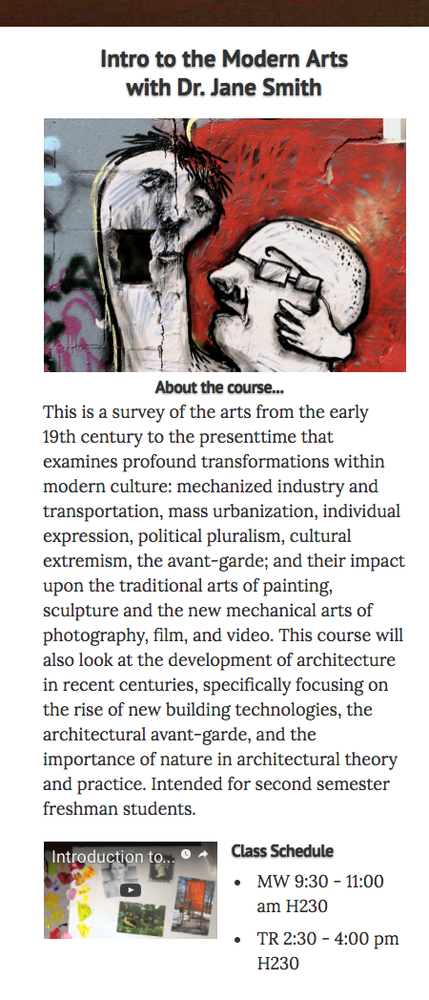 Intro to the Modern Arts
with Dr. Jane Smith
About the course...
This is a survey of the arts from the early
19th century to the presenttime that
examines profound transformations within
modern culture: mechanized industry and
transportation, mass urbanization, individual
expression, political pluralism, cultural
extremism, the avant-garde; and their impact
upon the traditional arts of painting,
sculpture and the new mechanical arts of
photography, film, and video. This course will
also look at the development of architecture
in recent centuries, specifically focusing on
the rise of new building technologies, the
architectural avant-garde, and the
importance of nature in architectural theory
and practice. Intended for second semester
freshman students.
Introduction to...
Class Schedule
• MW 9:30 - 11:00
am H230
• TR 2:30 - 4:00 pm
H230